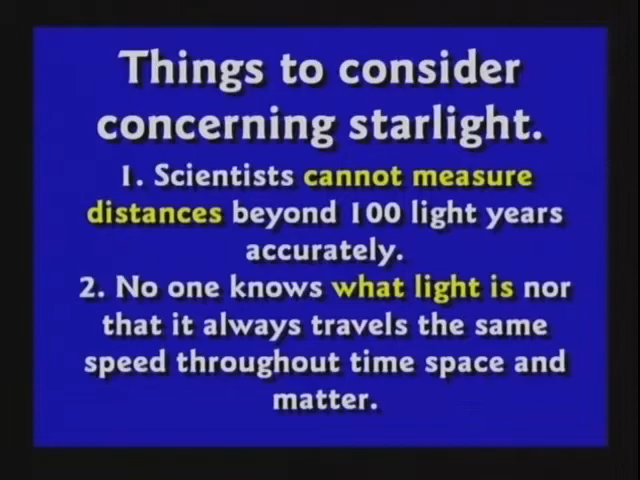 Things to consider
concerning starlight.
1. Scientists cannot measure
distances beyond 100 light years
accurately.
2. No one knows what light is nor
that it always travels the same
speed throughout time space and
matter.